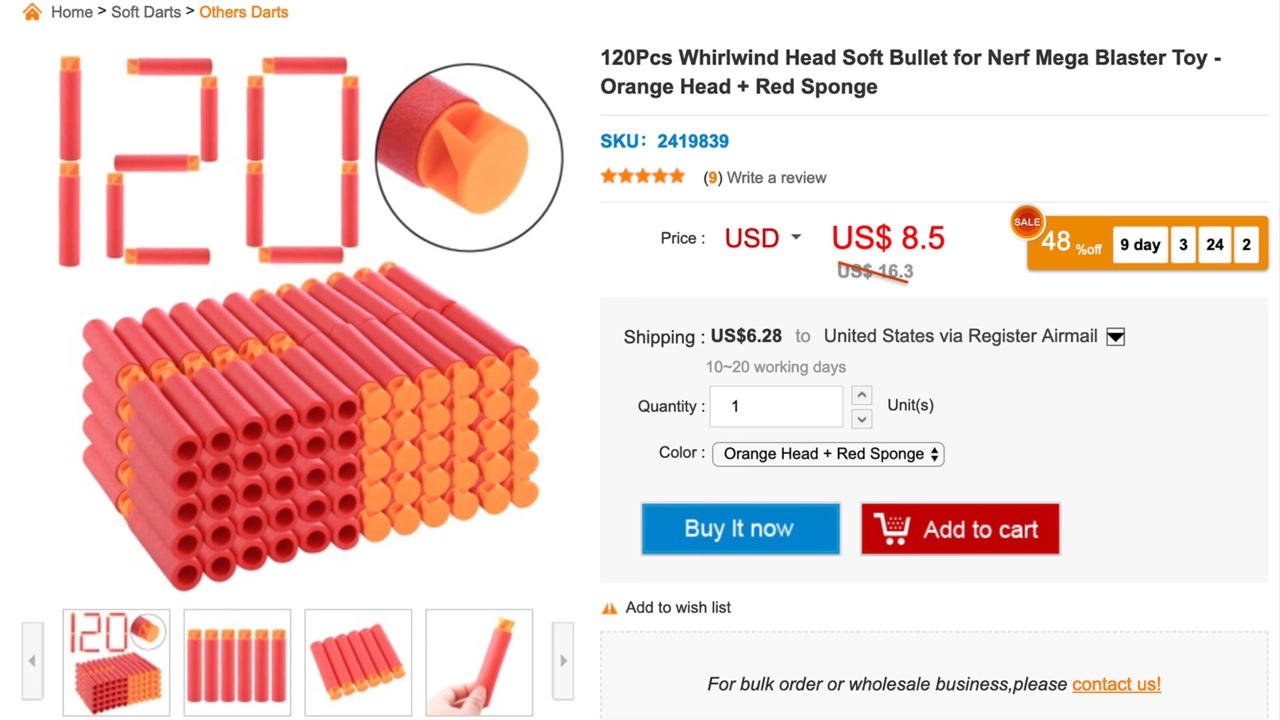 Home > Soft Darts > Others Darts
120
120Pcs Whirlwind Head Soft Bullet for Nerf Mega Blaster Toy -
Orange Head + Red Sponge
SKU: 2419839
(9) Write a review
Price : USD US$ 8.5
US$ 16.3
SALE
48 %off 9 day 3 24 2
Shipping : US$6.28 to United States via Register Airmail
10~20 working days
Quantity : 1 Unit(s)
Color : Orange Head + Red Sponge
Buy It now
Add to cart
Add to wish list
120
For bulk order or wholesale business,please contact us!